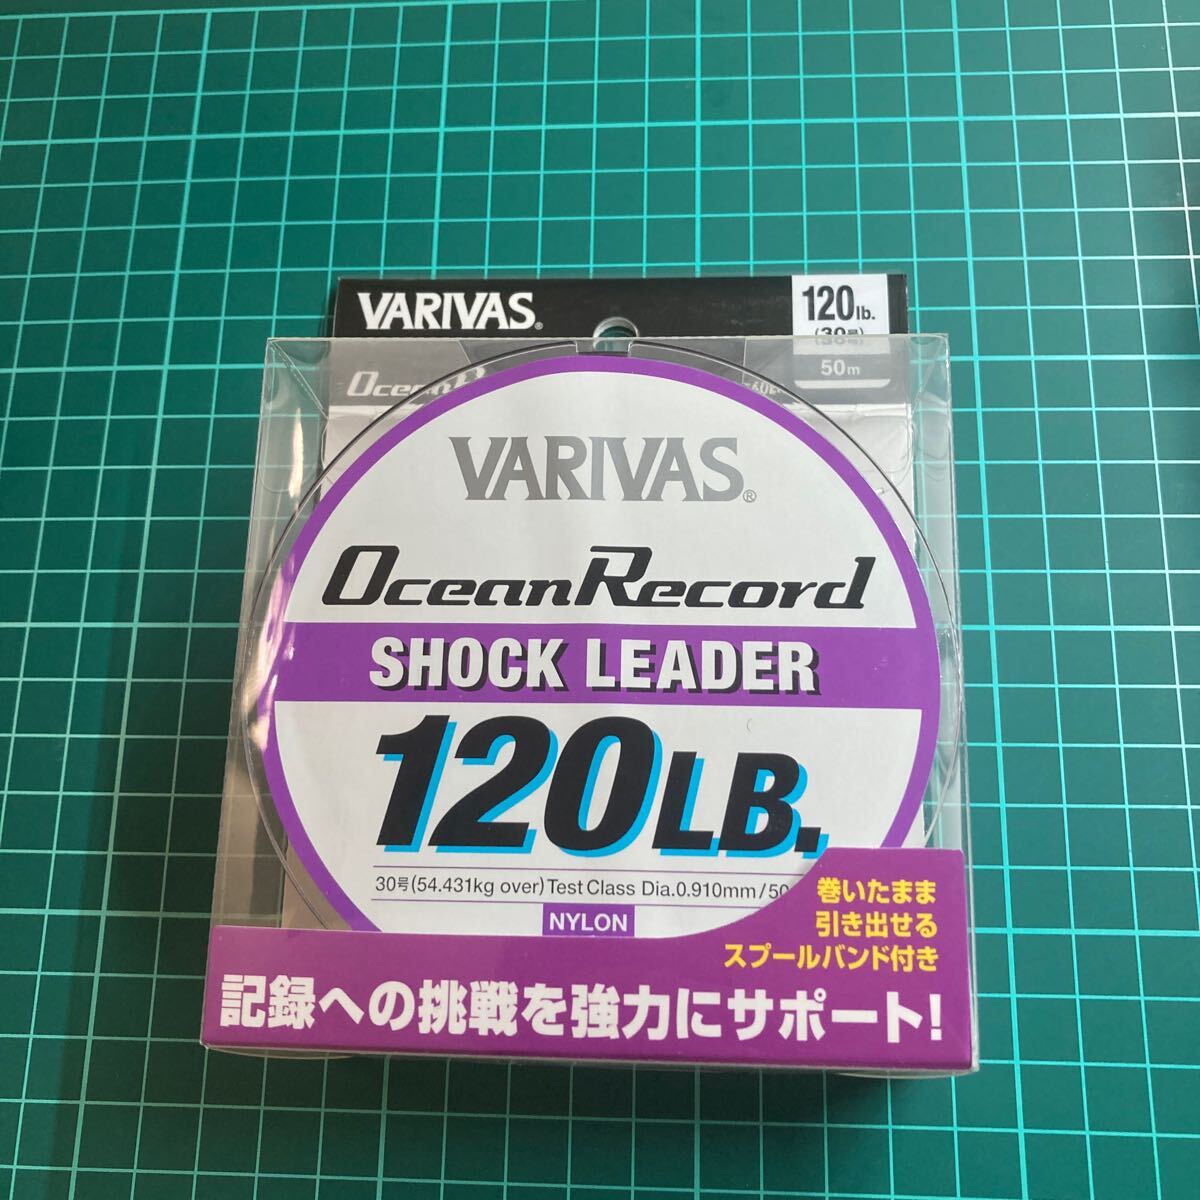 VARIVAS®
120lb.
(30号)
50m
VARIVAS®
OceanRecord
SHOCK LEADER
120LB.
30号(54.431kg over) Test Class Dia.0.910mm/50
NYLON
巻いたまま
引き出せる
スプールバンド付き
記録への挑戦を強力にサポート!